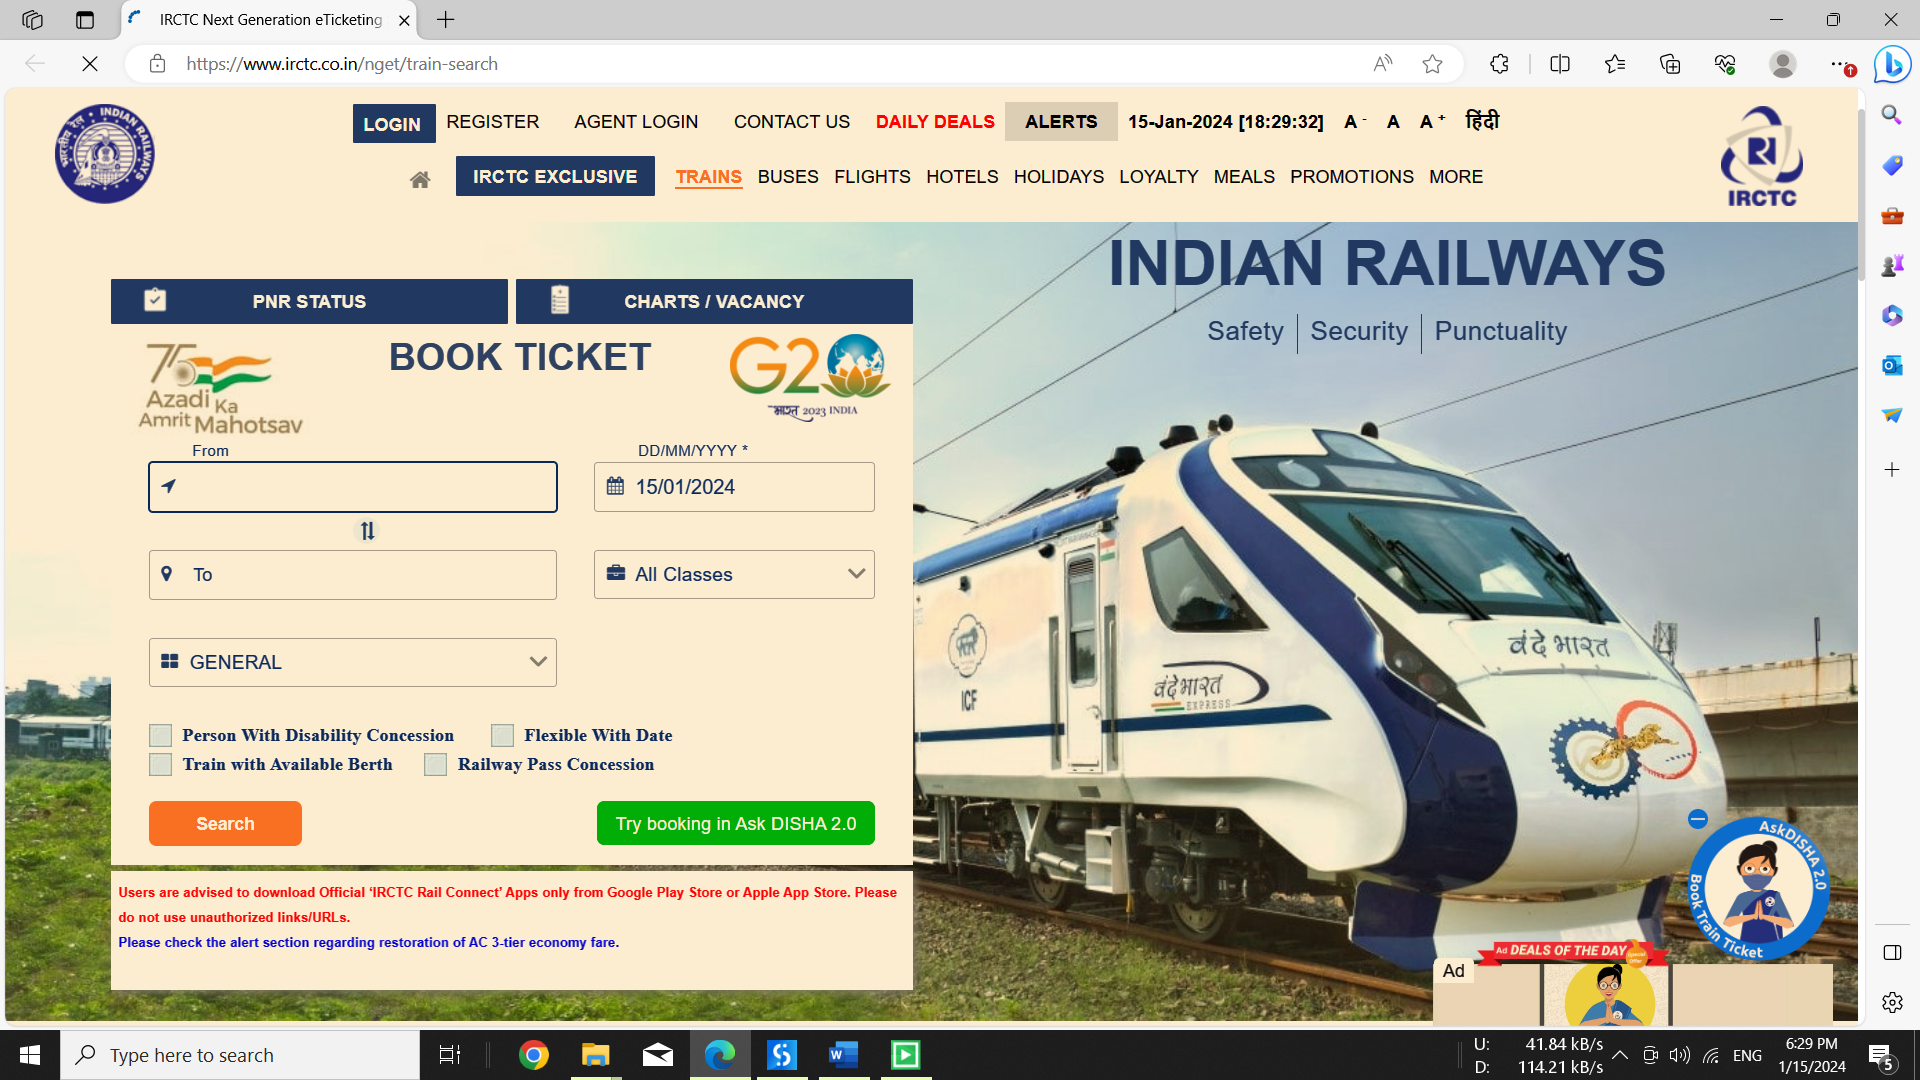 IRCTC Next Generation eTicketing
https://www.irctc.co.in/nget/train-search
LOGIN REGISTER AGENT LOGIN CONTACT US DAILY DEALS ALERTS 15-Jan-2024 [18:29:32] A - A A + हिंदी
IRCTC EXCLUSIVE TRAINS BUSES FLIGHTS HOTELS HOLIDAYS LOYALTY MEALS PROMOTIONS MORE
भारतीय रेल INDIAN RAILWAYS
IRCTC
INDIAN RAILWAYS
Safety | Security | Punctuality
PNR STATUS CHARTS / VACANCY
BOOK TICKET
75
Azadi Ka
Amrit Mahotsav
G20
भारत 2023 INDIA
From
DD/MM/YYYY *
15/01/2024
To
All Classes
GENERAL
Person With Disability Concession Flexible With Date
Train with Available Berth Railway Pass Concession
Search Try booking in Ask DISHA 2.0
Users are advised to download Official ‘IRCTC Rail Connect’ Apps only from Google Play Store or Apple App Store. Please
do not use unauthorized links/URLs.
Please check the alert section regarding restoration of AC 3-tier economy fare.
ICF
वंदे भारत
EXPRESS
वंदे भारत
AskDISHA 2.0
Book Train Ticket
Ad DEALS OF THE DAY Special Offer
Ad
Type here to search
U: 41.84 kB/s
D: 114.21 kB/s
ENG
6:29 PM
1/15/2024
5